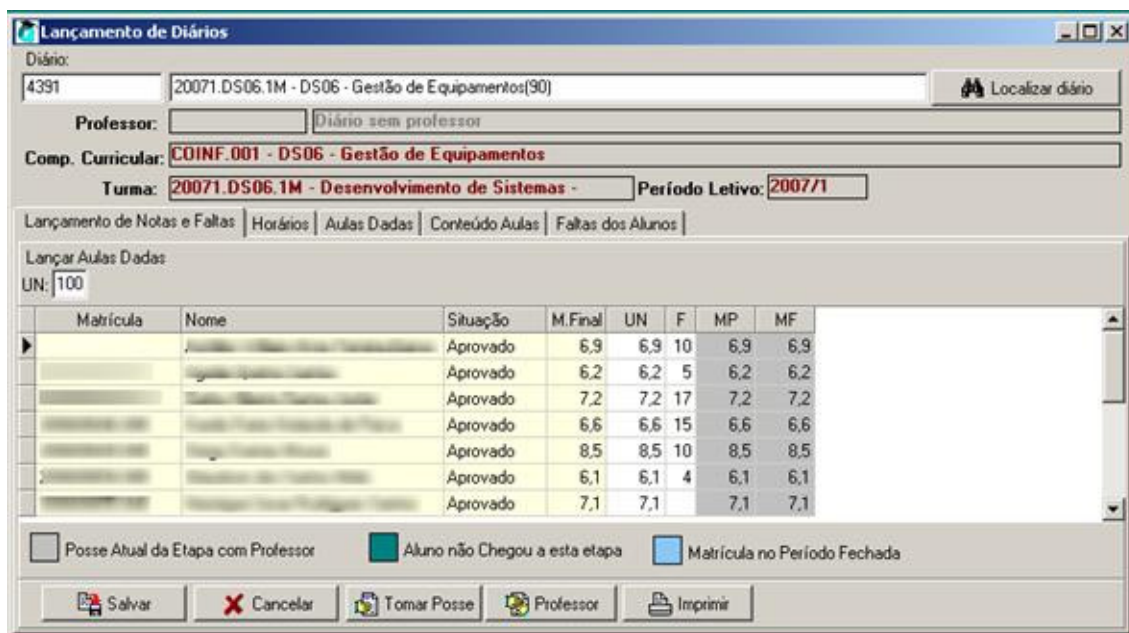 Lançamento de Diários
Diário:
4391 20071.DS06.1M - DS06 - Gestão de Equipamentos(90) Localizar diário
Professor: Diário sem professor
Comp. Curricular: COINF.001 - DS06 - Gestão de Equipamentos
Turma: 20071.DS06.1M - Desenvolvimento de Sistemas - Período Letivo: 2007/1
Lançamento de Notas e Faltas Horários Aulas Dadas Conteúdo Aulas Faltas dos Alunos
Lançar Aulas Dadas
UN: 100
Matrícula Nome Situação M.Final UN F MP MF
Aprovado 6,9 6,9 10 6,9 6,9
Aprovado 6,2 6,2 5 6,2 6,2
Aprovado 7,2 7,2 17 7,2 7,2
Aprovado 6,6 6,6 15 6,6 6,6
Aprovado 8,5 8,5 10 8,5 8,5
Aprovado 6,1 6,1 4 6,1 6,1
Aprovado 7,1 7,1 7,1 7,1
Posse Atual da Etapa com Professor Aluno não Chegou a esta etapa Matrícula no Período Fechada
Salvar Cancelar Tomar Posse Professor Imprimir